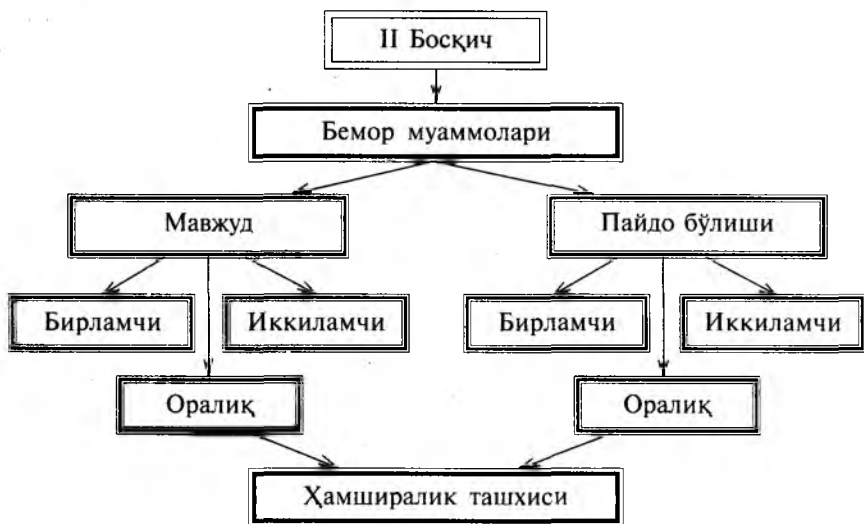 II Босқич
Бемор муаммолари
Мавжуд
Пайдо бўлиши
Бирламчи
Иккиламчи
Бирламчи
Иккиламчи
Оралиқ
Оралиқ
Ҳамширалик ташхиси